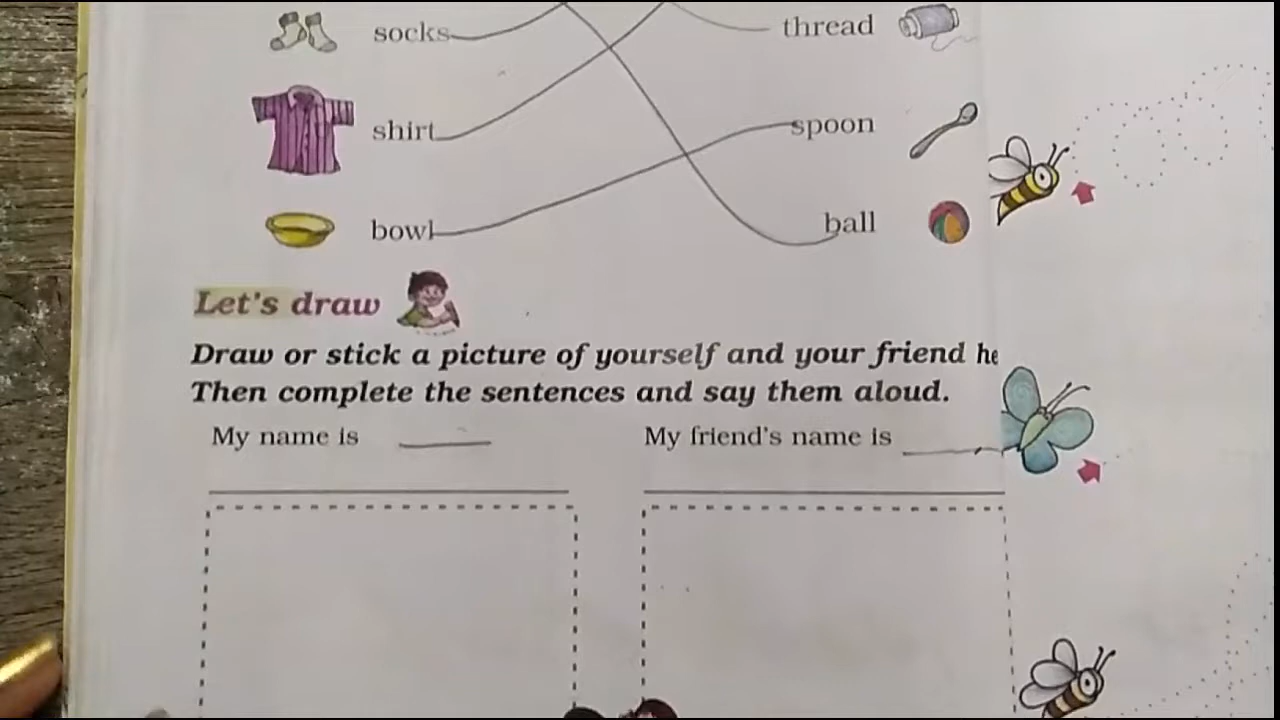 socks thread
shirt spoon
bowl ball
Let's draw
Draw or stick a picture of yourself and your friend he
Then complete the sentences and say them aloud.
My name is My friend's name is